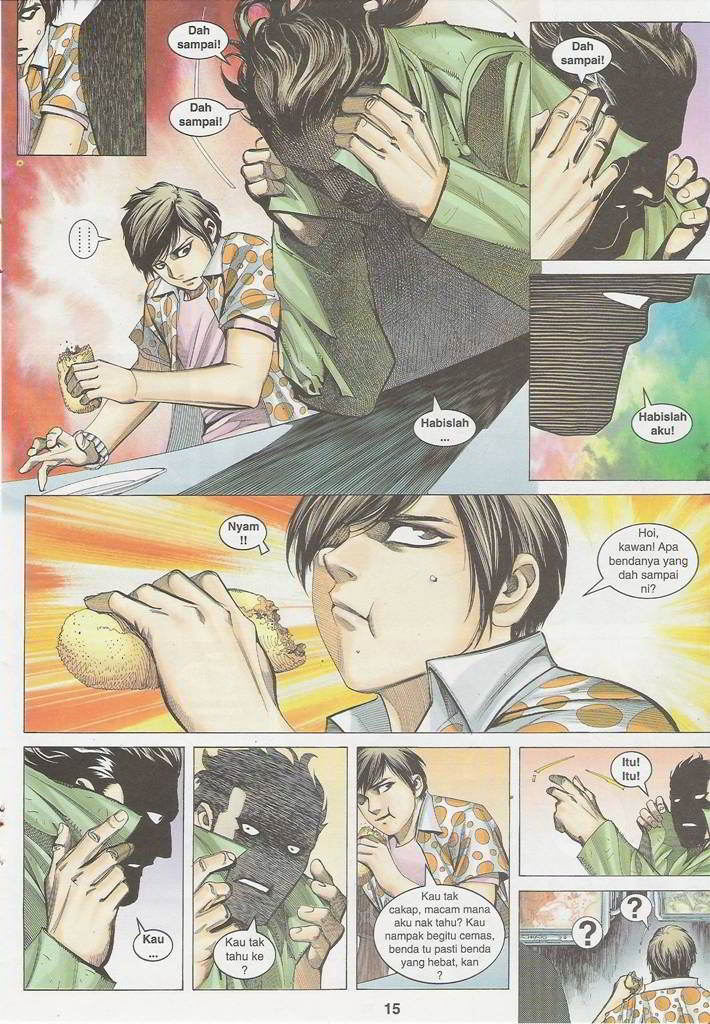 Dah
sampai!
Dah
sampai!
Dah
sampai!
Habislah
...
Habislah
aku!
Nyam
!!
Hoi,
kawan! Apa
bendanya yang
dah sampai
ni?
Kau
...
Kau tak
tahu ke
?
Kau tak
cakap, macam mana
aku nak tahu? Kau
nampak begitu cemas,
benda tu pasti benda
yang hebat, kan
?
Itu!
Itu!
?
?
15